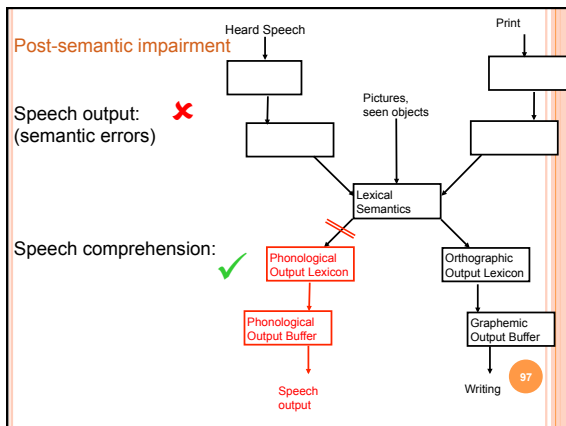 Heard Speech
Print
Post-semantic impairment
Pictures,
seen objects
Speech output:
(semantic errors)
Lexical
Semantics
Speech comprehension:
Phonological
Output Lexicon
Orthographic
Output Lexicon
Phonological
Output Buffer
Graphemic
Output Buffer
Speech
output
Writing
97